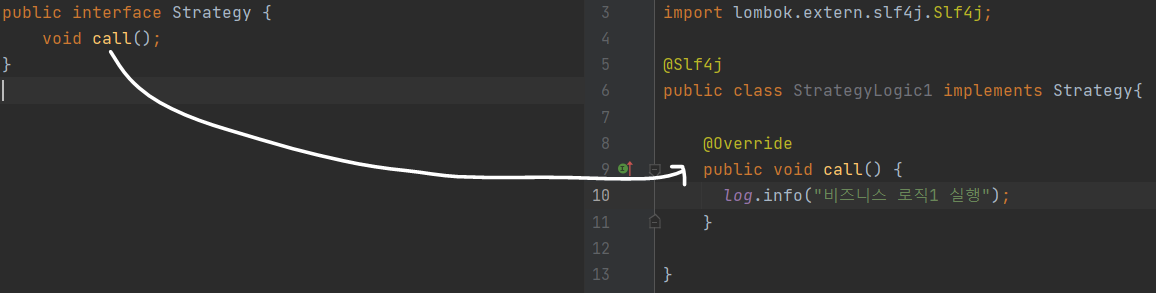 public interface Strategy {
void call();
}
3 import lombok.extern.slf4j.Slf4j;
4
5 @Slf4j
6 public class StrategyLogic1 implements Strategy{
7
8 @Override
9 public void call() {
10 log.info("비즈니스 로직1 실행");
11 }
12
13 }